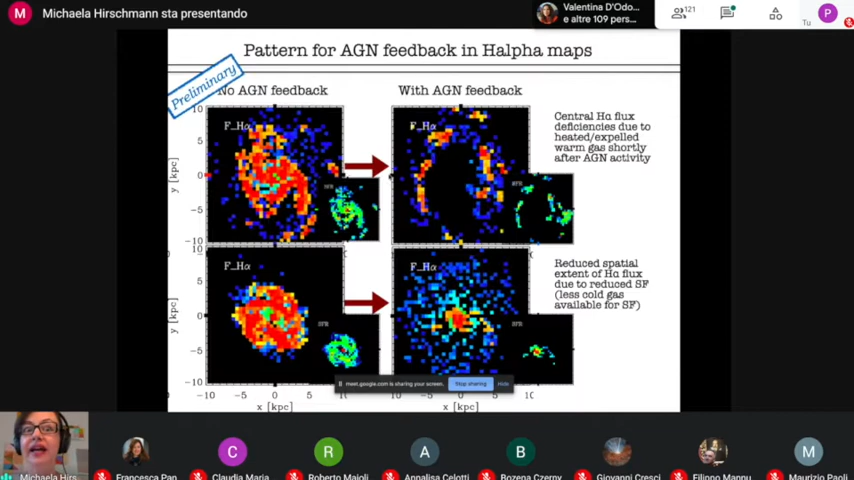 M Michaela Hirschmann sta presentando
Valentina D'Odo...
e altre 109 pers...
121
Tu
P
Pattern for AGN feedback in Halpha maps
Preliminary
No AGN feedback
With AGN feedback
F_Hα
F_Hα
SFR
SFR
Central Hα flux
deficiencies due to
heated/expelled
warm gas shortly
after AGN activity
10
5
0
-5
-10
y [kpc]
F_Hα
F_Hα
SFR
SFR
Reduced spatial
extent of Hα flux
due to reduced SF
(less cold gas
available for SF)
10
5
0
-5
-10
y [kpc]
meet.google.com is sharing your screen.
Stop sharing
Hide
-10 -5 0 5 10
-10 -5 0 5 10
x [kpc]
x [kpc]
C R A B M
Michaela Hirs...
Francesca Pan
Claudia Maria
Roberto Maioli
Annalisa Celotti
Bozena Czerny
Giovanni Cresci
Filippo Mannu
Maurizio Paoli